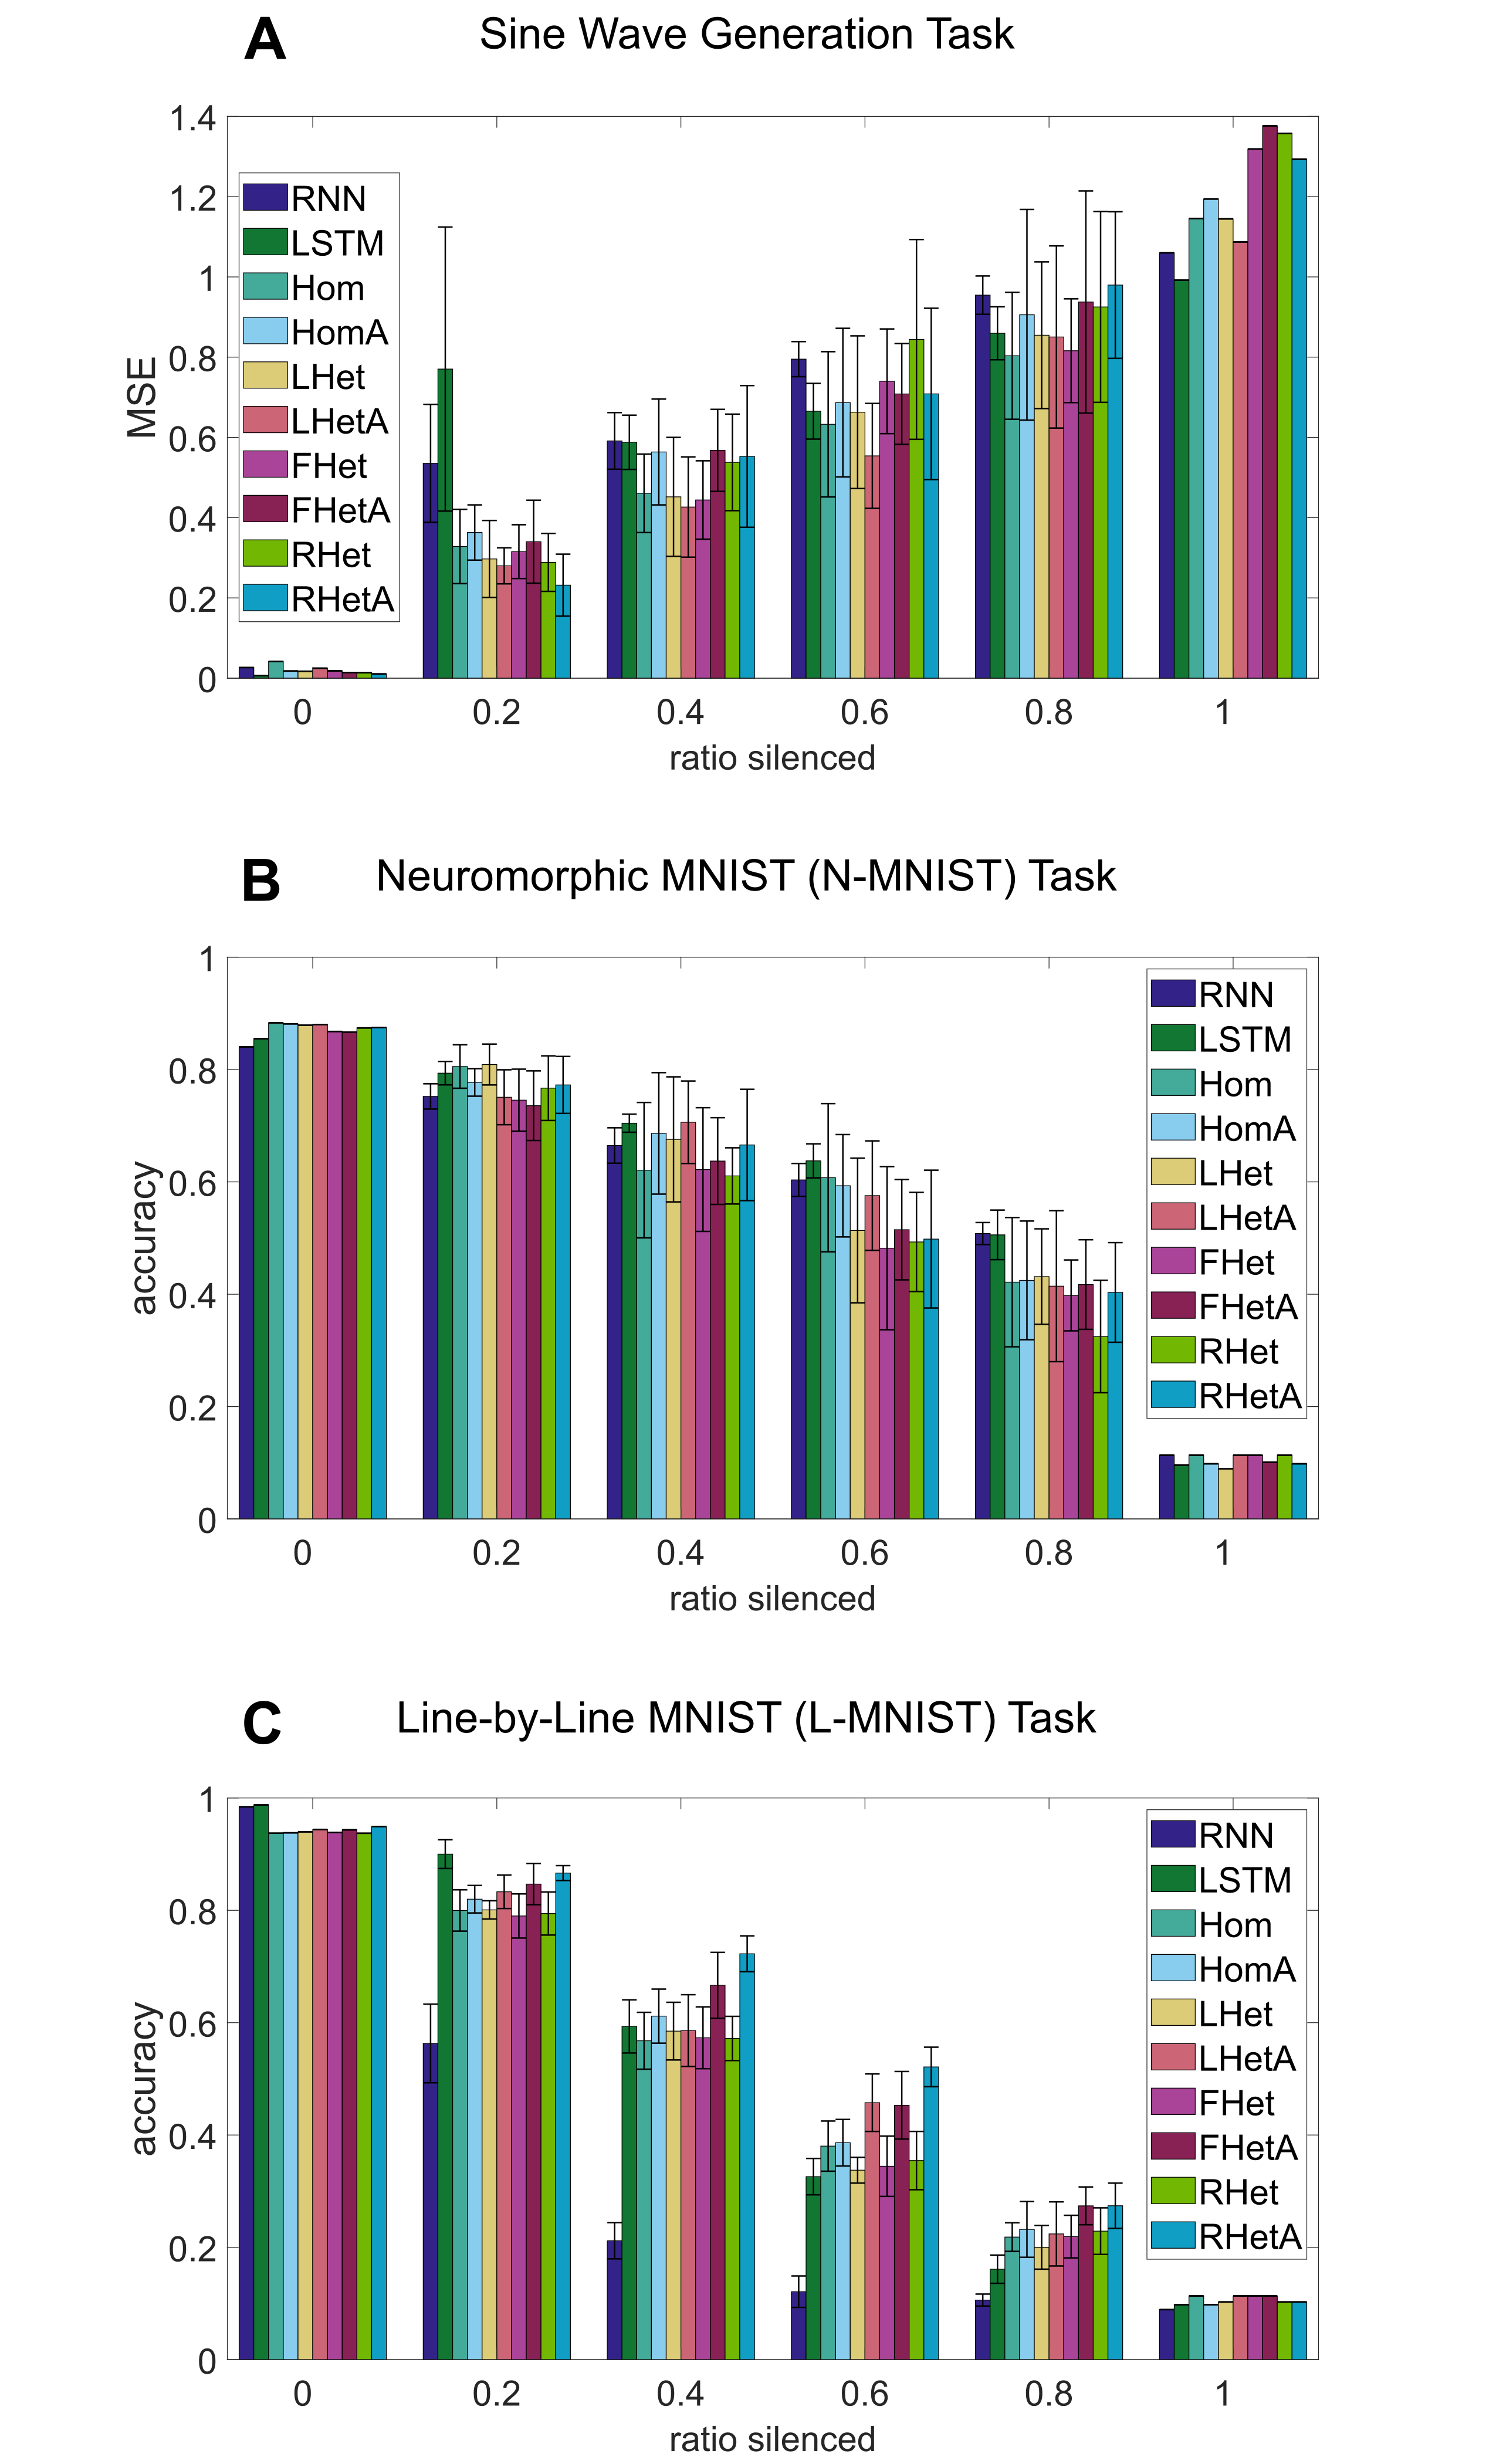 A
Sine Wave Generation Task
1.4
1.2
1
0.8
0.6
0.4
0.2
0
MSE
RNN
LSTM
Hom
HomA
LHet
LHetA
FHet
FHetA
RHet
RHetA
0 0.2 0.4 0.6 0.8 1
ratio silenced
B
Neuromorphic MNIST (N-MNIST) Task
1
0.8
0.6
0.4
0.2
0
accuracy
RNN
LSTM
Hom
HomA
LHet
LHetA
FHet
FHetA
RHet
RHetA
0 0.2 0.4 0.6 0.8 1
ratio silenced
C
Line-by-Line MNIST (L-MNIST) Task
1
0.8
0.6
0.4
0.2
0
accuracy
RNN
LSTM
Hom
HomA
LHet
LHetA
FHet
FHetA
RHet
RHetA
0 0.2 0.4 0.6 0.8 1
ratio silenced